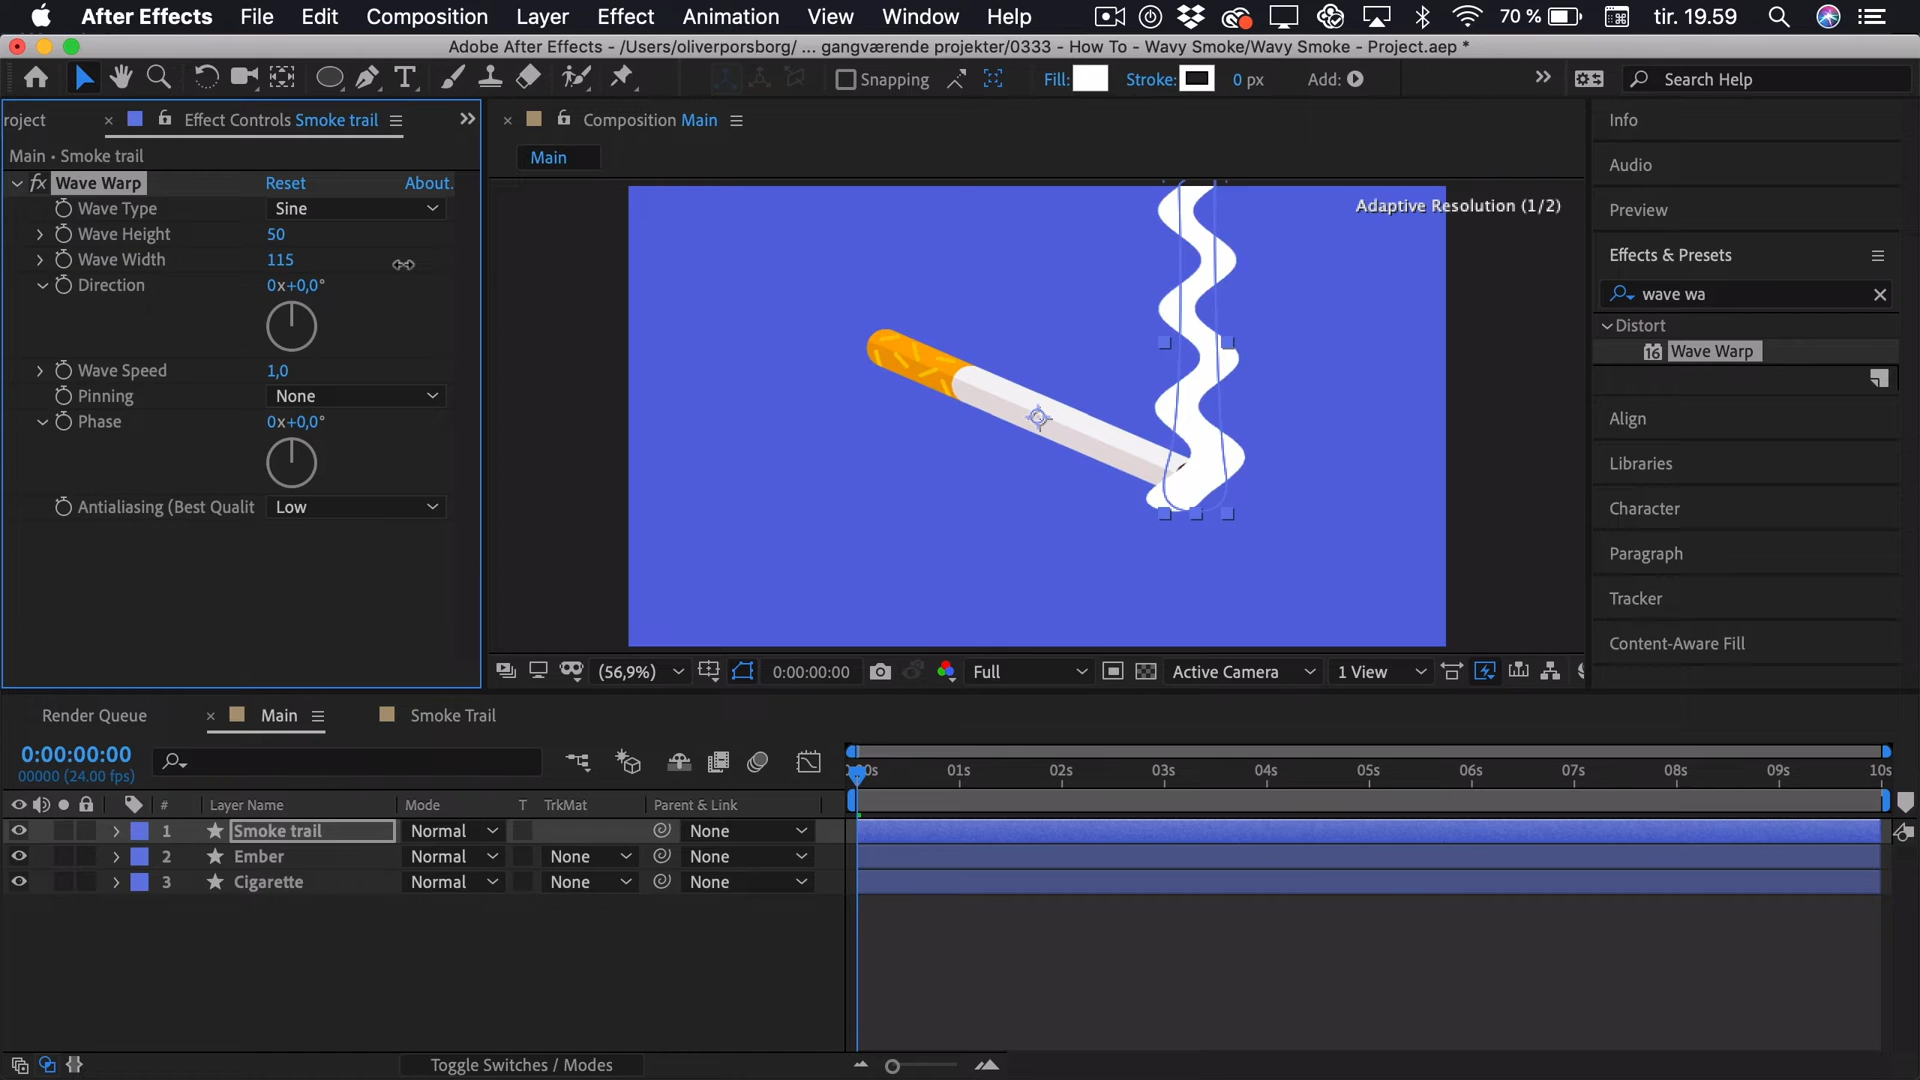 After Effects File Edit Composition Layer Effect Animation View Window Help 70 % tir. 19.59
Adobe After Effects - /Users/oliverporsborg/ ... gangværende projekter/0333 - How To - Wavy Smoke/Wavy Smoke - Project.aep *
Snapping Fill: Stroke: 0 px Add: Search Help
roject Effect Controls Smoke trail
Main • Smoke trail
fx Wave Warp Reset About.
Wave Type Sine
Wave Height 50
Wave Width 115
Direction 0x+0,0°
Wave Speed 1,0
Pinning None
Phase 0x+0,0°
Antialiasing (Best Qualit Low
Composition Main
Main
Adaptive Resolution (1/2)
(56,9%) 0:00:00:00 Full Active Camera 1 View
Info
Audio
Preview
Effects & Presets
wave wa
Distort
16 Wave Warp
Align
Libraries
Character
Paragraph
Tracker
Content-Aware Fill
Render Queue Main Smoke Trail
0:00:00:00
00000 (24.00 fps)
00s 01s 02s 03s 04s 05s 06s 07s 08s 09s 10s
# Layer Name Mode T TrkMat Parent & Link
1 Smoke trail Normal None
2 Ember Normal None None
3 Cigarette Normal None None
Toggle Switches / Modes